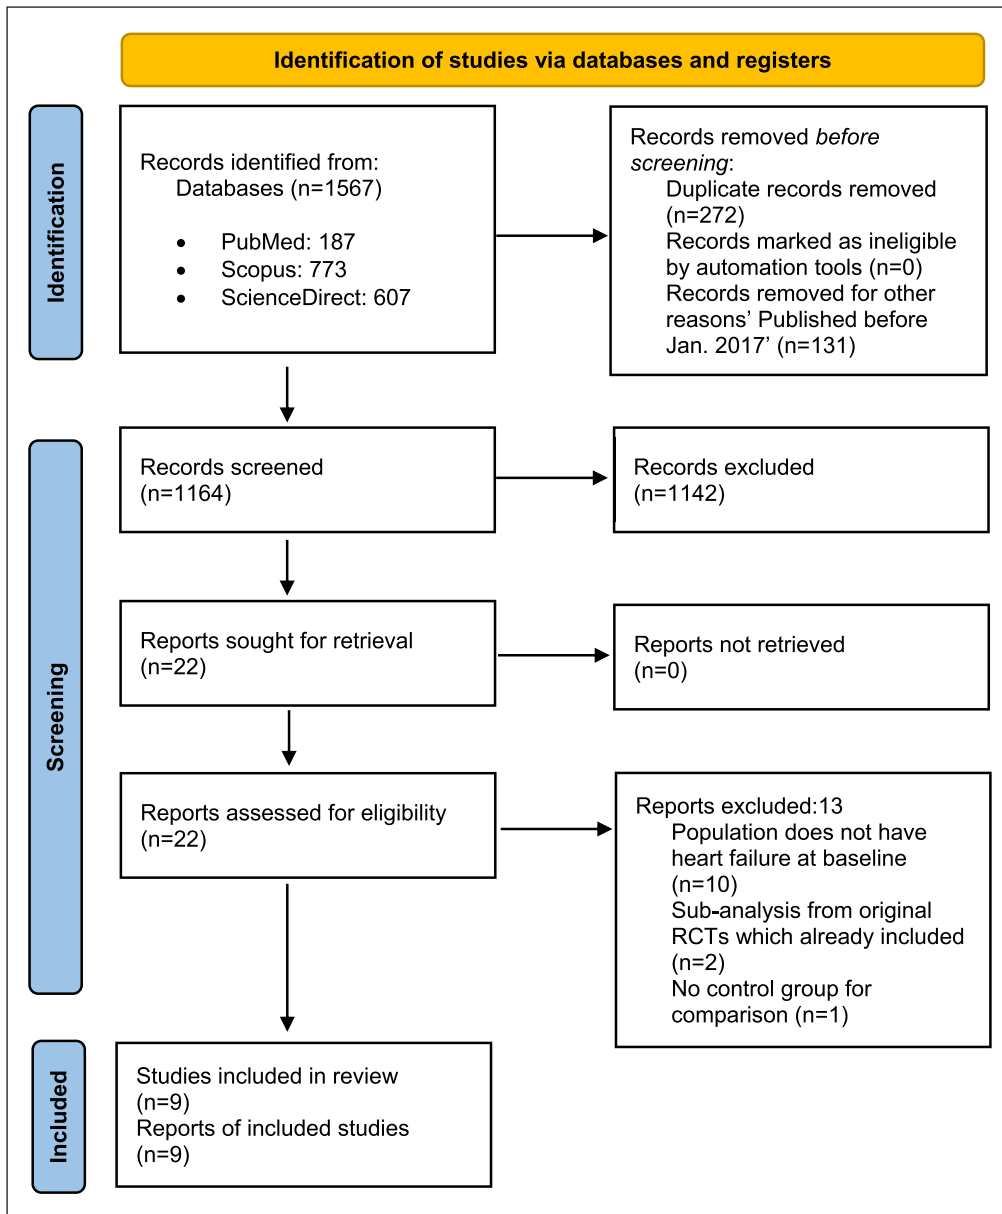 Identification of studies via databases and registers
Identification
Records identified from:
Databases (n=1567)
• PubMed: 187
• Scopus: 773
• ScienceDirect: 607
Records removed before
screening:
Duplicate records removed
(n=272)
Records marked as ineligible
by automation tools (n=0)
Records removed for other
reasons’ Published before
Jan. 2017’ (n=131)
Screening
Records screened
(n=1164)
Records excluded
(n=1142)
Reports sought for retrieval
(n=22)
Reports not retrieved
(n=0)
Reports assessed for eligibility
(n=22)
Reports excluded:13
Population does not have
heart failure at baseline
(n=10)
Sub-analysis from original
RCTs which already included
(n=2)
No control group for
comparison (n=1)
Included
Studies included in review
(n=9)
Reports of included studies
(n=9)